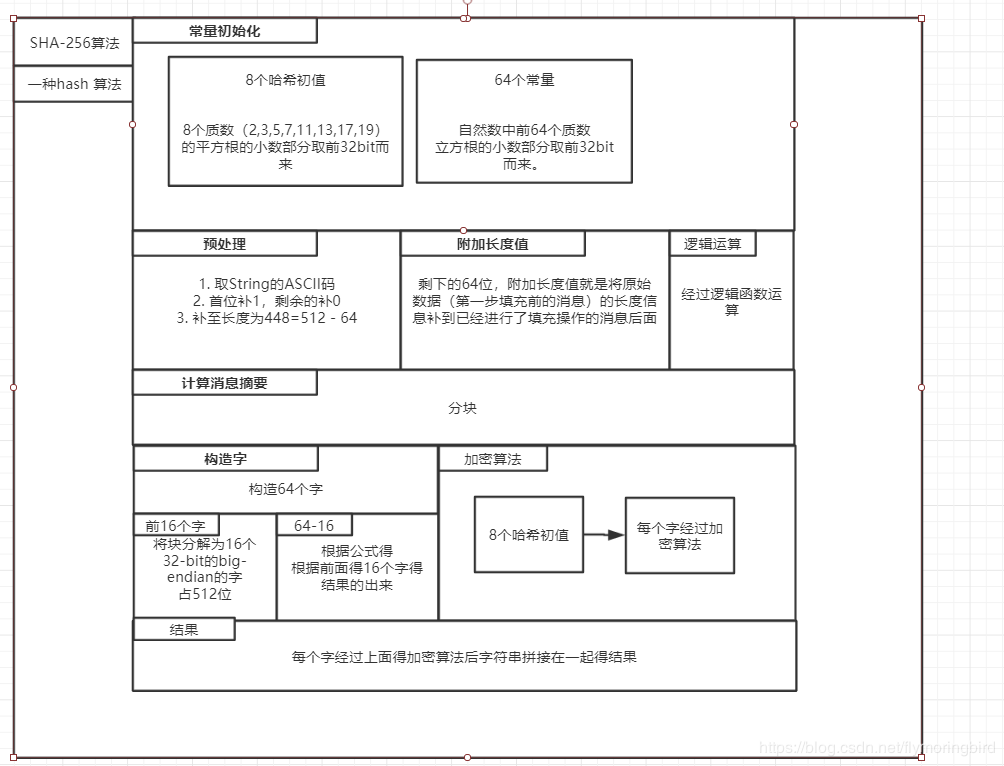 SHA-256算法
一种hash 算法
常量初始化
8个哈希初值
8个质数（2,3,5,7,11,13,17,19）
的平方根的小数部分取前32bit而
来
64个常量
自然数中前64个质数
立方根的小数部分取前32bit
而来。
预处理
1. 取String的ASCII码
2. 首位补1，剩余的补0
3. 补至长度为448=512 - 64
附加长度值
剩下的64位，附加长度值就是将原始
数据（第一步填充前的消息）的长度信
息补到已经进行了填充操作的消息后面
逻辑运算
经过逻辑函数运
算
计算消息摘要
分块
构造字
构造64个字
前16个字
将块分解为16个
32-bit的big-
endian的字
占512位
64-16
根据公式得
根据前面得16个字得
结果的出来
加密算法
8个哈希初值
每个字经过加
密算法
结果
每个字经过上面得加密算法后字符串拼接在一起得结果
https://blog.csdn.net/flymoringbird